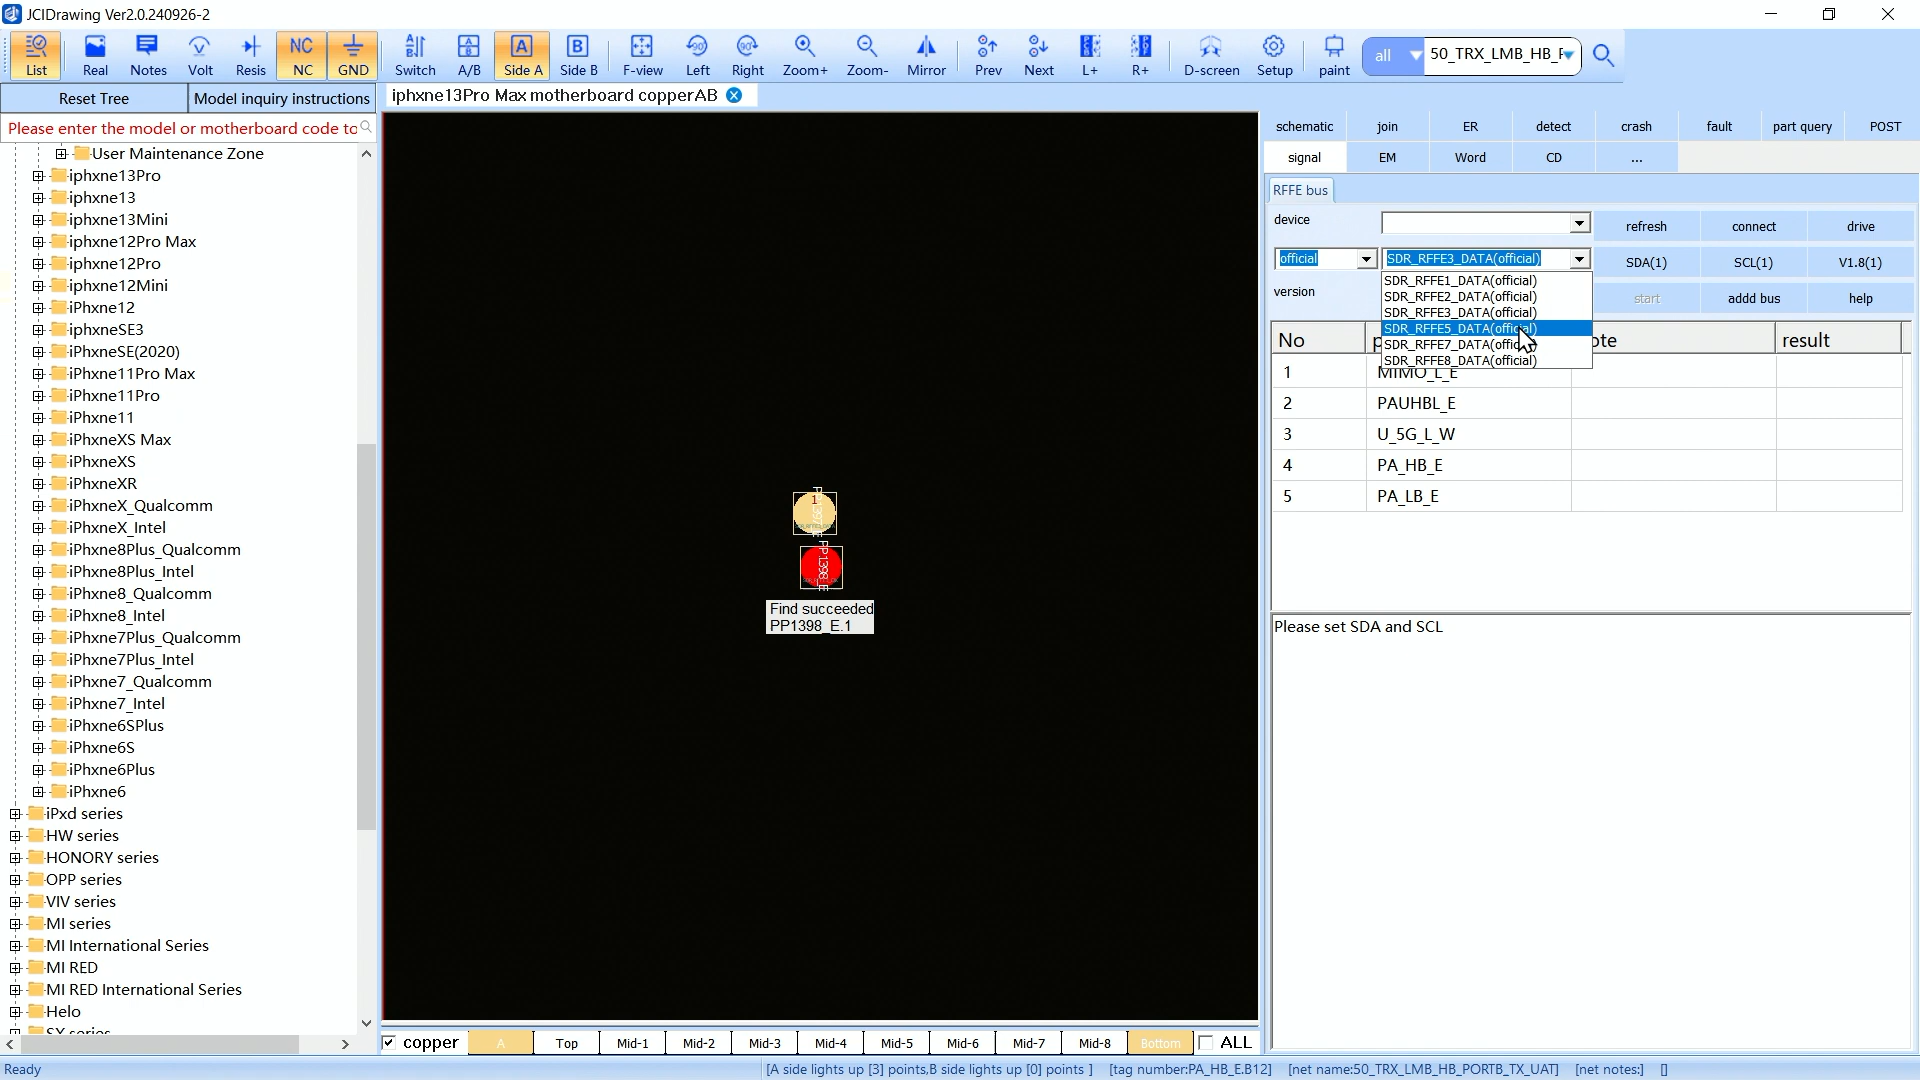 JCIDrawing Ver2.0.240926-2
List
Real
Notes
Volt
Resis
NC
NC
GND
Switch
A/B
Side A
Side B
F-view
Left
Right
Zoom+
Zoom-
Mirror
Prev
Next
L+
R+
D-screen
Setup
paint
all
50_TRX_LMB_HB_F
Reset Tree
Model inquiry instructions
iphxne13Pro Max motherboard copperAB
Please enter the model or motherboard code to
User Maintenance Zone
iphxne13Pro
iphxne13
iphxne13Mini
iphxne12Pro Max
iphxne12Pro
iphxne12Mini
iPhxne12
iphxneSE3
iPhxneSE(2020)
iPhxne11Pro Max
iPhxne11Pro
iPhxne11
iPhxneXS Max
iPhxneXS
iPhxneXR
iPhxneX_Qualcomm
iPhxneX_Intel
iPhxne8Plus_Qualcomm
iPhxne8Plus_Intel
iPhxne8_Qualcomm
iPhxne8_Intel
iPhxne7Plus_Qualcomm
iPhxne7Plus_Intel
iPhxne7_Qualcomm
iPhxne7_Intel
iPhxne6SPlus
iPhxne6S
iPhxne6Plus
iPhxne6
iPxd series
HW series
HONORY series
OPP series
VIV series
MI series
MI International Series
MI RED
MI RED International Series
Helo
SX series
1
PP1398_E
Find succeeded
PP1398_E.1
copper
A
Top
Mid-1
Mid-2
Mid-3
Mid-4
Mid-5
Mid-6
Mid-7
Mid-8
Bottom
ALL
schematic
join
ER
detect
crash
fault
part query
POST
signal
EM
Word
CD
...
RFFE bus
device
refresh
connect
drive
official
SDR_RFFE3_DATA(official)
SDA(1)
SCL(1)
V1.8(1)
version
start
addd bus
help
SDR_RFFE1_DATA(official)
SDR_RFFE2_DATA(official)
SDR_RFFE3_DATA(official)
SDR_RFFE5_DATA(official)
SDR_RFFE7_DATA(official)
SDR_RFFE8_DATA(official)
No
ote
result
1
MIMO_L_E
2
PAUHBL_E
3
U_5G_L_W
4
PA_HB_E
5
PA_LB_E
Please set SDA and SCL
Ready
[A side lights up [3] points,B side lights up [0] points ]
[tag number:PA_HB_E.B12]
[net name:50_TRX_LMB_HB_PORTB_TX_UAT]
[net notes:]
[]